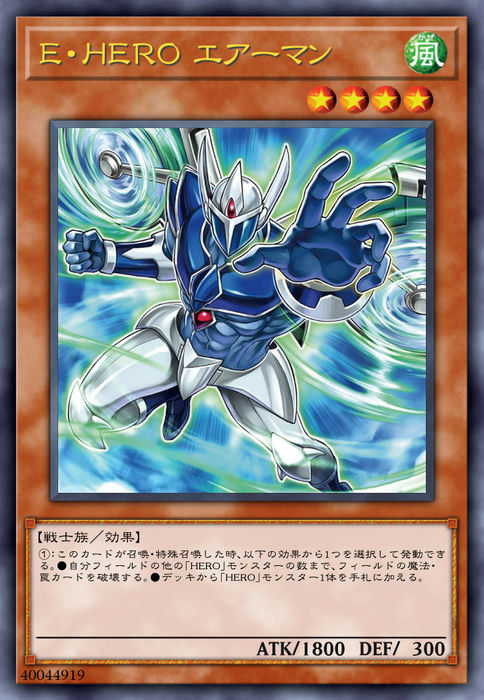 E・HERO エアーマン
風
かぜ
【戦士族／効果】
①：このカードが召喚・特殊召喚した時、以下の効果から1つを選択して発動でき
る。●自分フィールドの他の「HERO」モンスターの数まで、フィールドの魔法・
罠カードを破壊する。●デッキから「HERO」モンスター1体を手札に加える。
ATK/1800 DEF/ 300
40044919